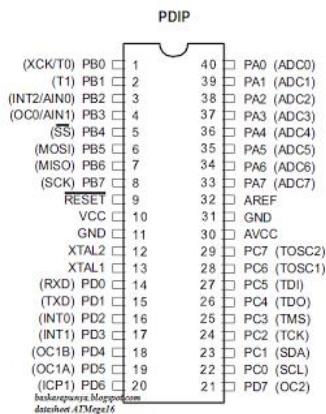 PDIP
(XCK/T0) PB0 1 40 PA0 (ADC0)
(T1) PB1 2 39 PA1 (ADC1)
(INT2/AIN0) PB2 3 38 PA2 (ADC2)
(OC0/AIN1) PB3 4 37 PA3 (ADC3)
(SS) PB4 5 36 PA4 (ADC4)
(MOSI) PB5 6 35 PA5 (ADC5)
(MISO) PB6 7 34 PA6 (ADC6)
(SCK) PB7 8 33 PA7 (ADC7)
RESET 9 32 AREF
VCC 10 31 GND
GND 11 30 AVCC
XTAL2 12 29 PC7 (TOSC2)
XTAL1 13 28 PC6 (TOSC1)
(RXD) PD0 14 27 PC5 (TDI)
(TXD) PD1 15 26 PC4 (TDO)
(INT0) PD2 16 25 PC3 (TMS)
(INT1) PD3 17 24 PC2 (TCK)
(OC1B) PD4 18 23 PC1 (SDA)
(OC1A) PD5 19 22 PC0 (SCL)
(ICP1) PD6 20 21 PD7 (OC2)
baskarapunya.blogspot.com
datasheet ATMega16